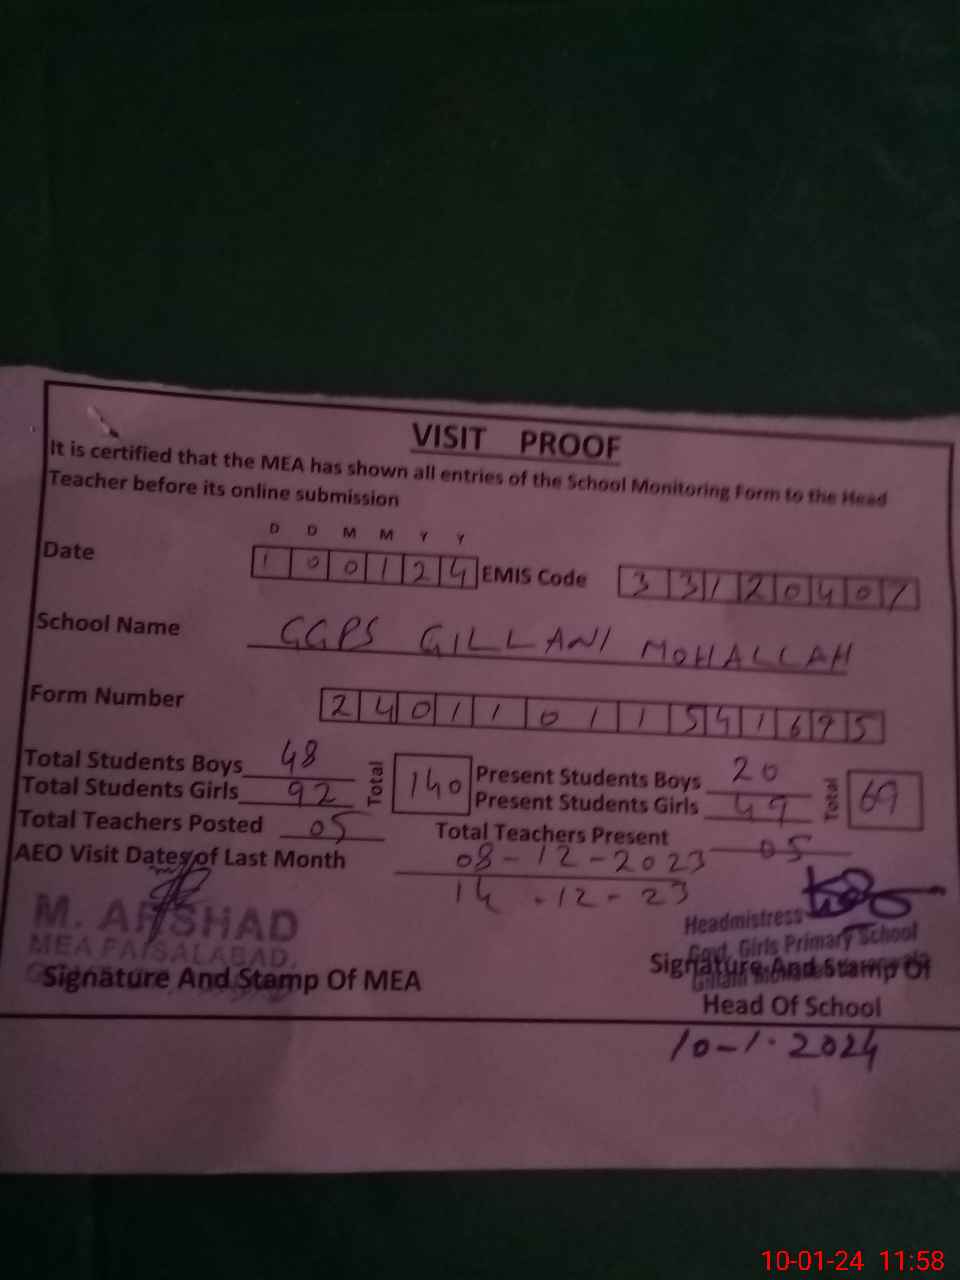 VISIT PROOF
It is certified that the MEA has shown all entries of the School Monitoring Form to the Head
Teacher before its online submission
D D M M Y Y
Date 1 0 0 1 2 4 EMIS Code 3 3 1 2 0 4 0 7
School Name GGPS GILLANI MOHALLAH
Form Number 2 4 0 1 1 0 1 1 5 4 1 6 9 5
Total Students Boys 48 Total 140 Present Students Boys 20 Total 69
Total Students Girls 92 Present Students Girls 49
Total Teachers Posted 05 Total Teachers Present 05
AEO Visit Dates of Last Month 08-12-2023
14-12-23
M. ARSHAD
MEA FAISALABAD.
Signature And Stamp Of MEA
Headmistress
Govt. Girls Primary School
Signature And Stamp Of
Head Of School
10-1-2024
10-01-24 11:58